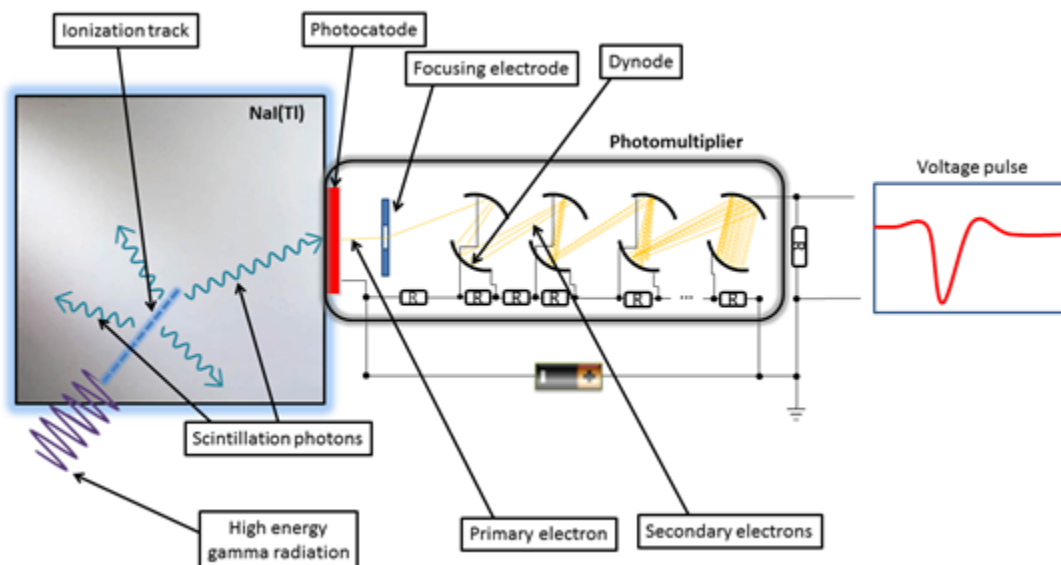 Ionization track
Photocatode
Focusing electrode
Dynode
NaI(Tl)
Photomultiplier
Voltage pulse
R
R
R
R
R
R
R
...
Scintillation photons
High energy
gamma radiation
Primary electron
Secondary electrons